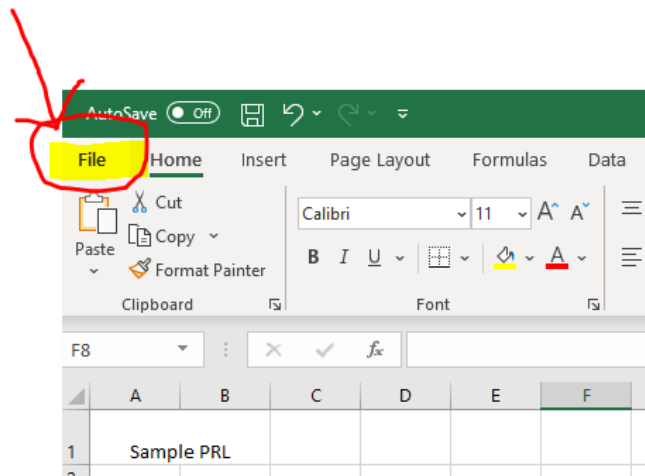 AutoSave Off
File Home Insert Page Layout Formulas Data
Cut
Copy
Paste
Format Painter
Calibri 11 A A
B I U A
Clipboard Font
F8 fx
A B C D E F
1 Sample PRL